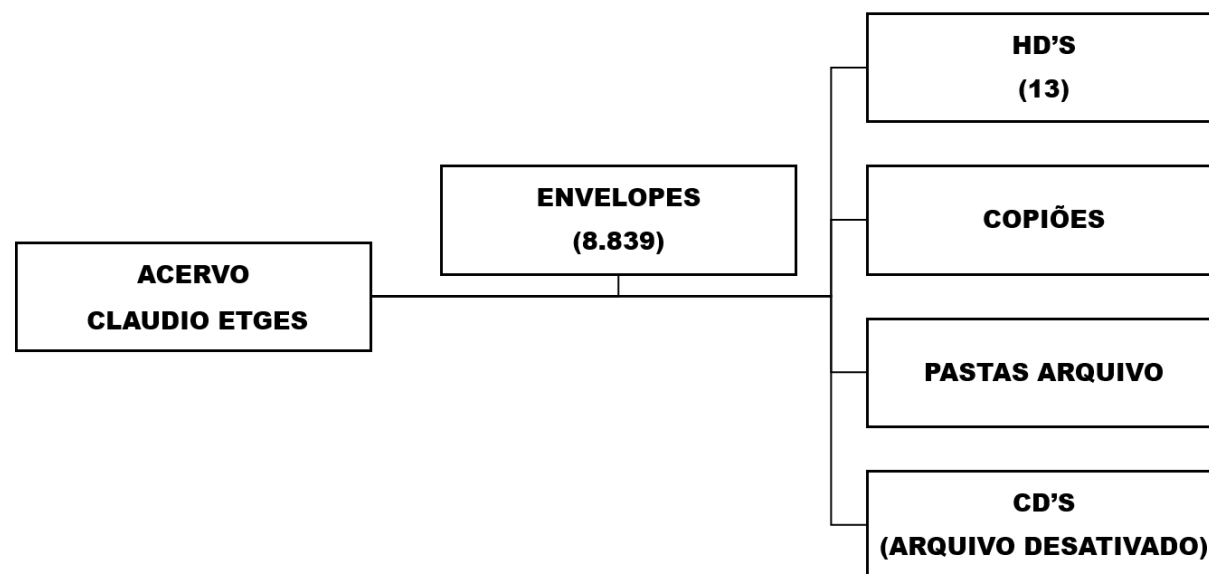 ACERVO
CLAUDIO ETGES
ENVELOPES
(8.839)
HD’S
(13)
COPIÕES
PASTAS ARQUIVO
CD’S
(ARQUIVO DESATIVADO)